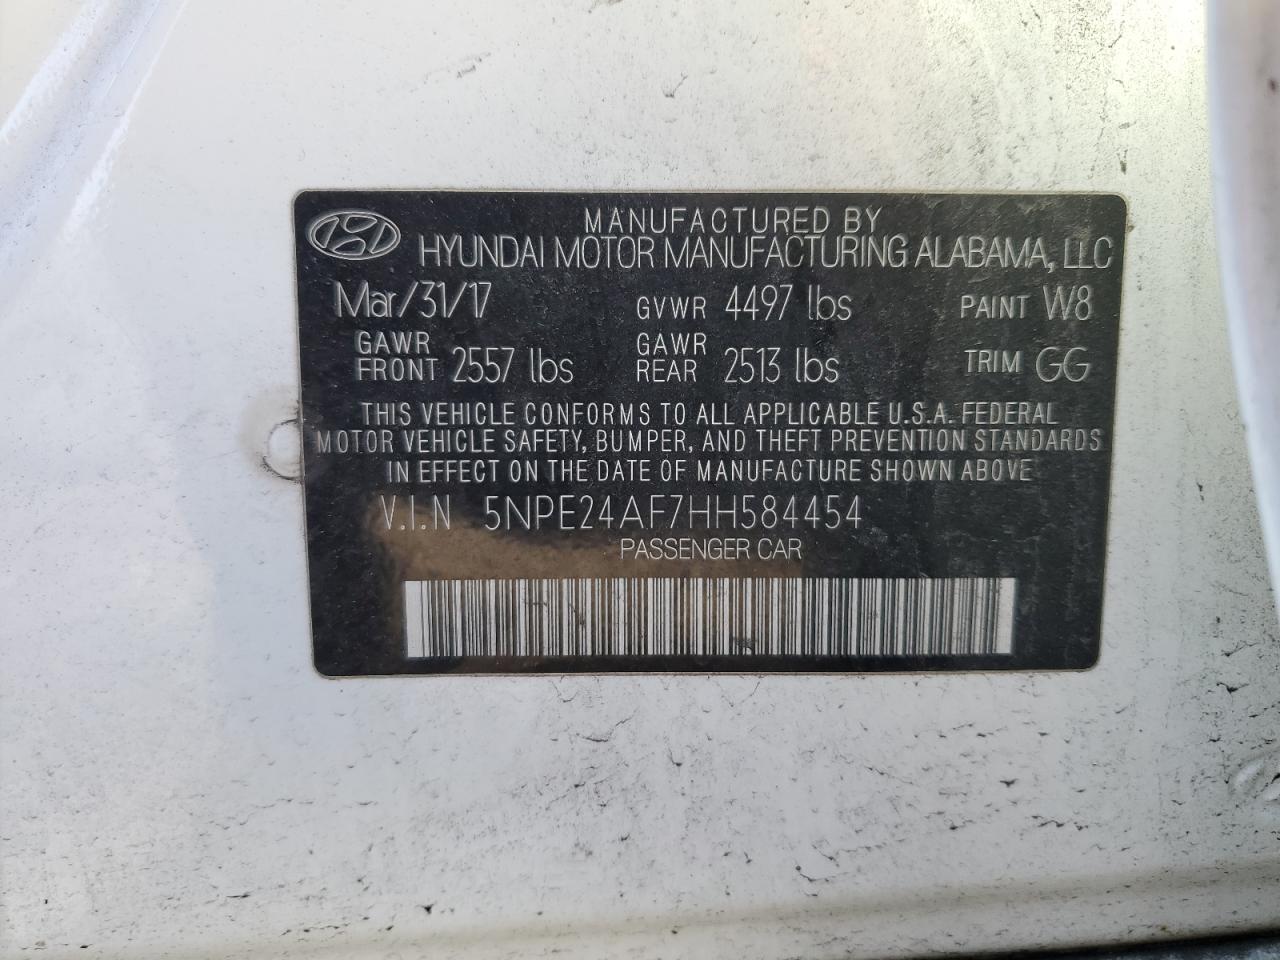 MANUFACTURED BY
HYUNDAI MOTOR MANUFACTURING ALABAMA, LLC
Mar/31/17 GVWR 4497 lbs PAINT W8
GAWR FRONT 2557 lbs GAWR REAR 2513 lbs TRIM GG
THIS VEHICLE CONFORMS TO ALL APPLICABLE U.S.A. FEDERAL
MOTOR VEHICLE SAFETY, BUMPER, AND THEFT PREVENTION STANDARDS
IN EFFECT ON THE DATE OF MANUFACTURE SHOWN ABOVE
V.I.N 5NPE24AF7HH584454
PASSENGER CAR